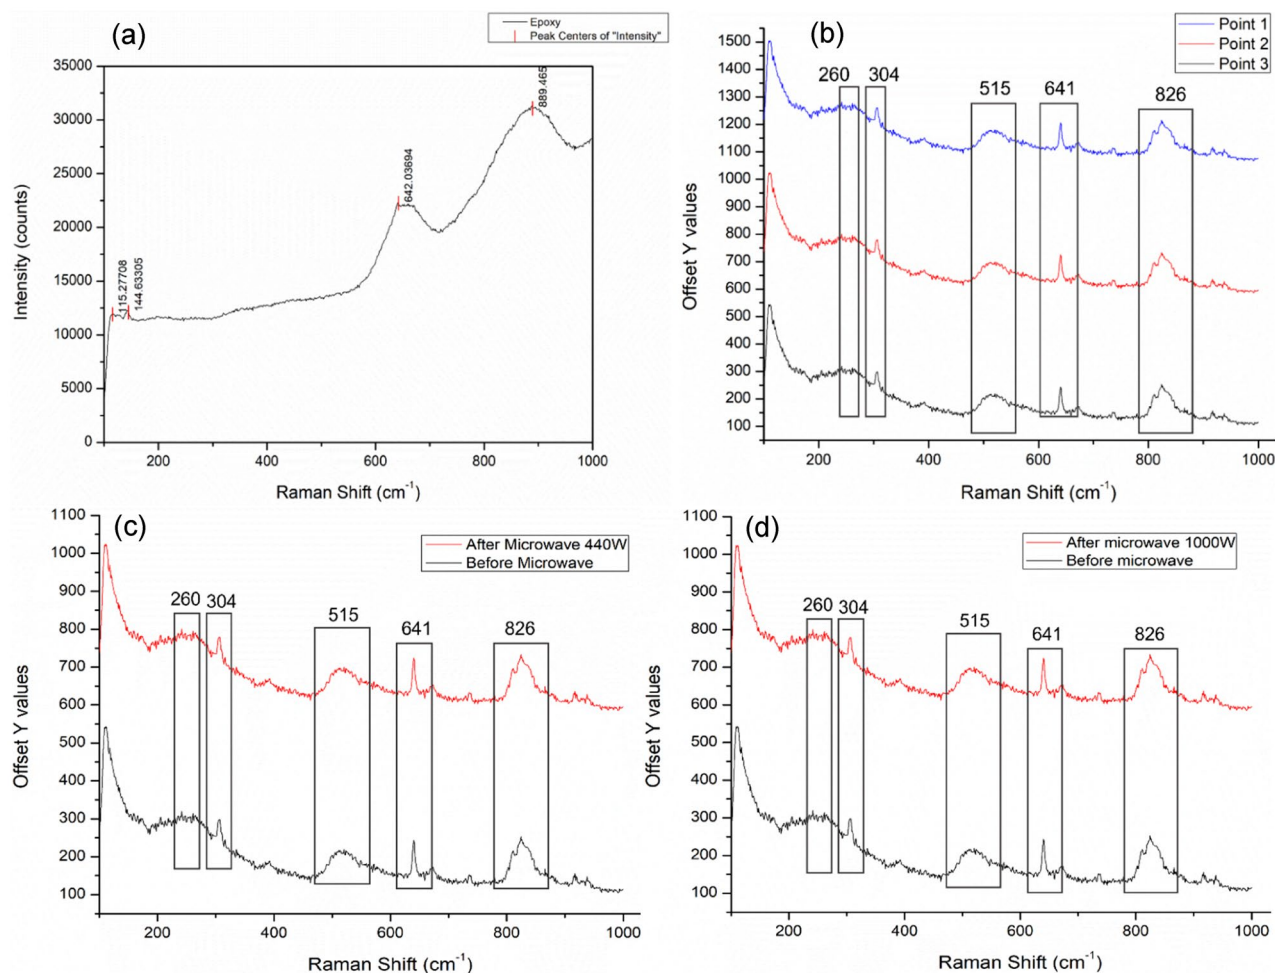 (a)
Epoxy
Peak Centers of "Intensity"
35000
30000
25000
20000
15000
10000
5000
0
115.27708
144.63305
642.03694
889.465
Intensity (counts)
200 400 600 800 1000
Raman Shift (cm⁻¹)
(b)
Point 1
Point 2
Point 3
260 304 515 641 826
1500
1400
1300
1200
1100
1000
900
800
700
600
500
400
300
200
100
Offset Y values
200 400 600 800 1000
Raman Shift (cm⁻¹)
(c)
After Microwave 440W
Before Microwave
260 304 515 641 826
1100
1000
900
800
700
600
500
400
300
200
100
Offset Y values
200 400 600 800 1000
Raman Shift (cm⁻¹)
(d)
After microwave 1000W
Before microwave
260 304 515 641 826
1100
1000
900
800
700
600
500
400
300
200
100
Offset Y values
200 400 600 800 1000
Raman Shift (cm⁻¹)